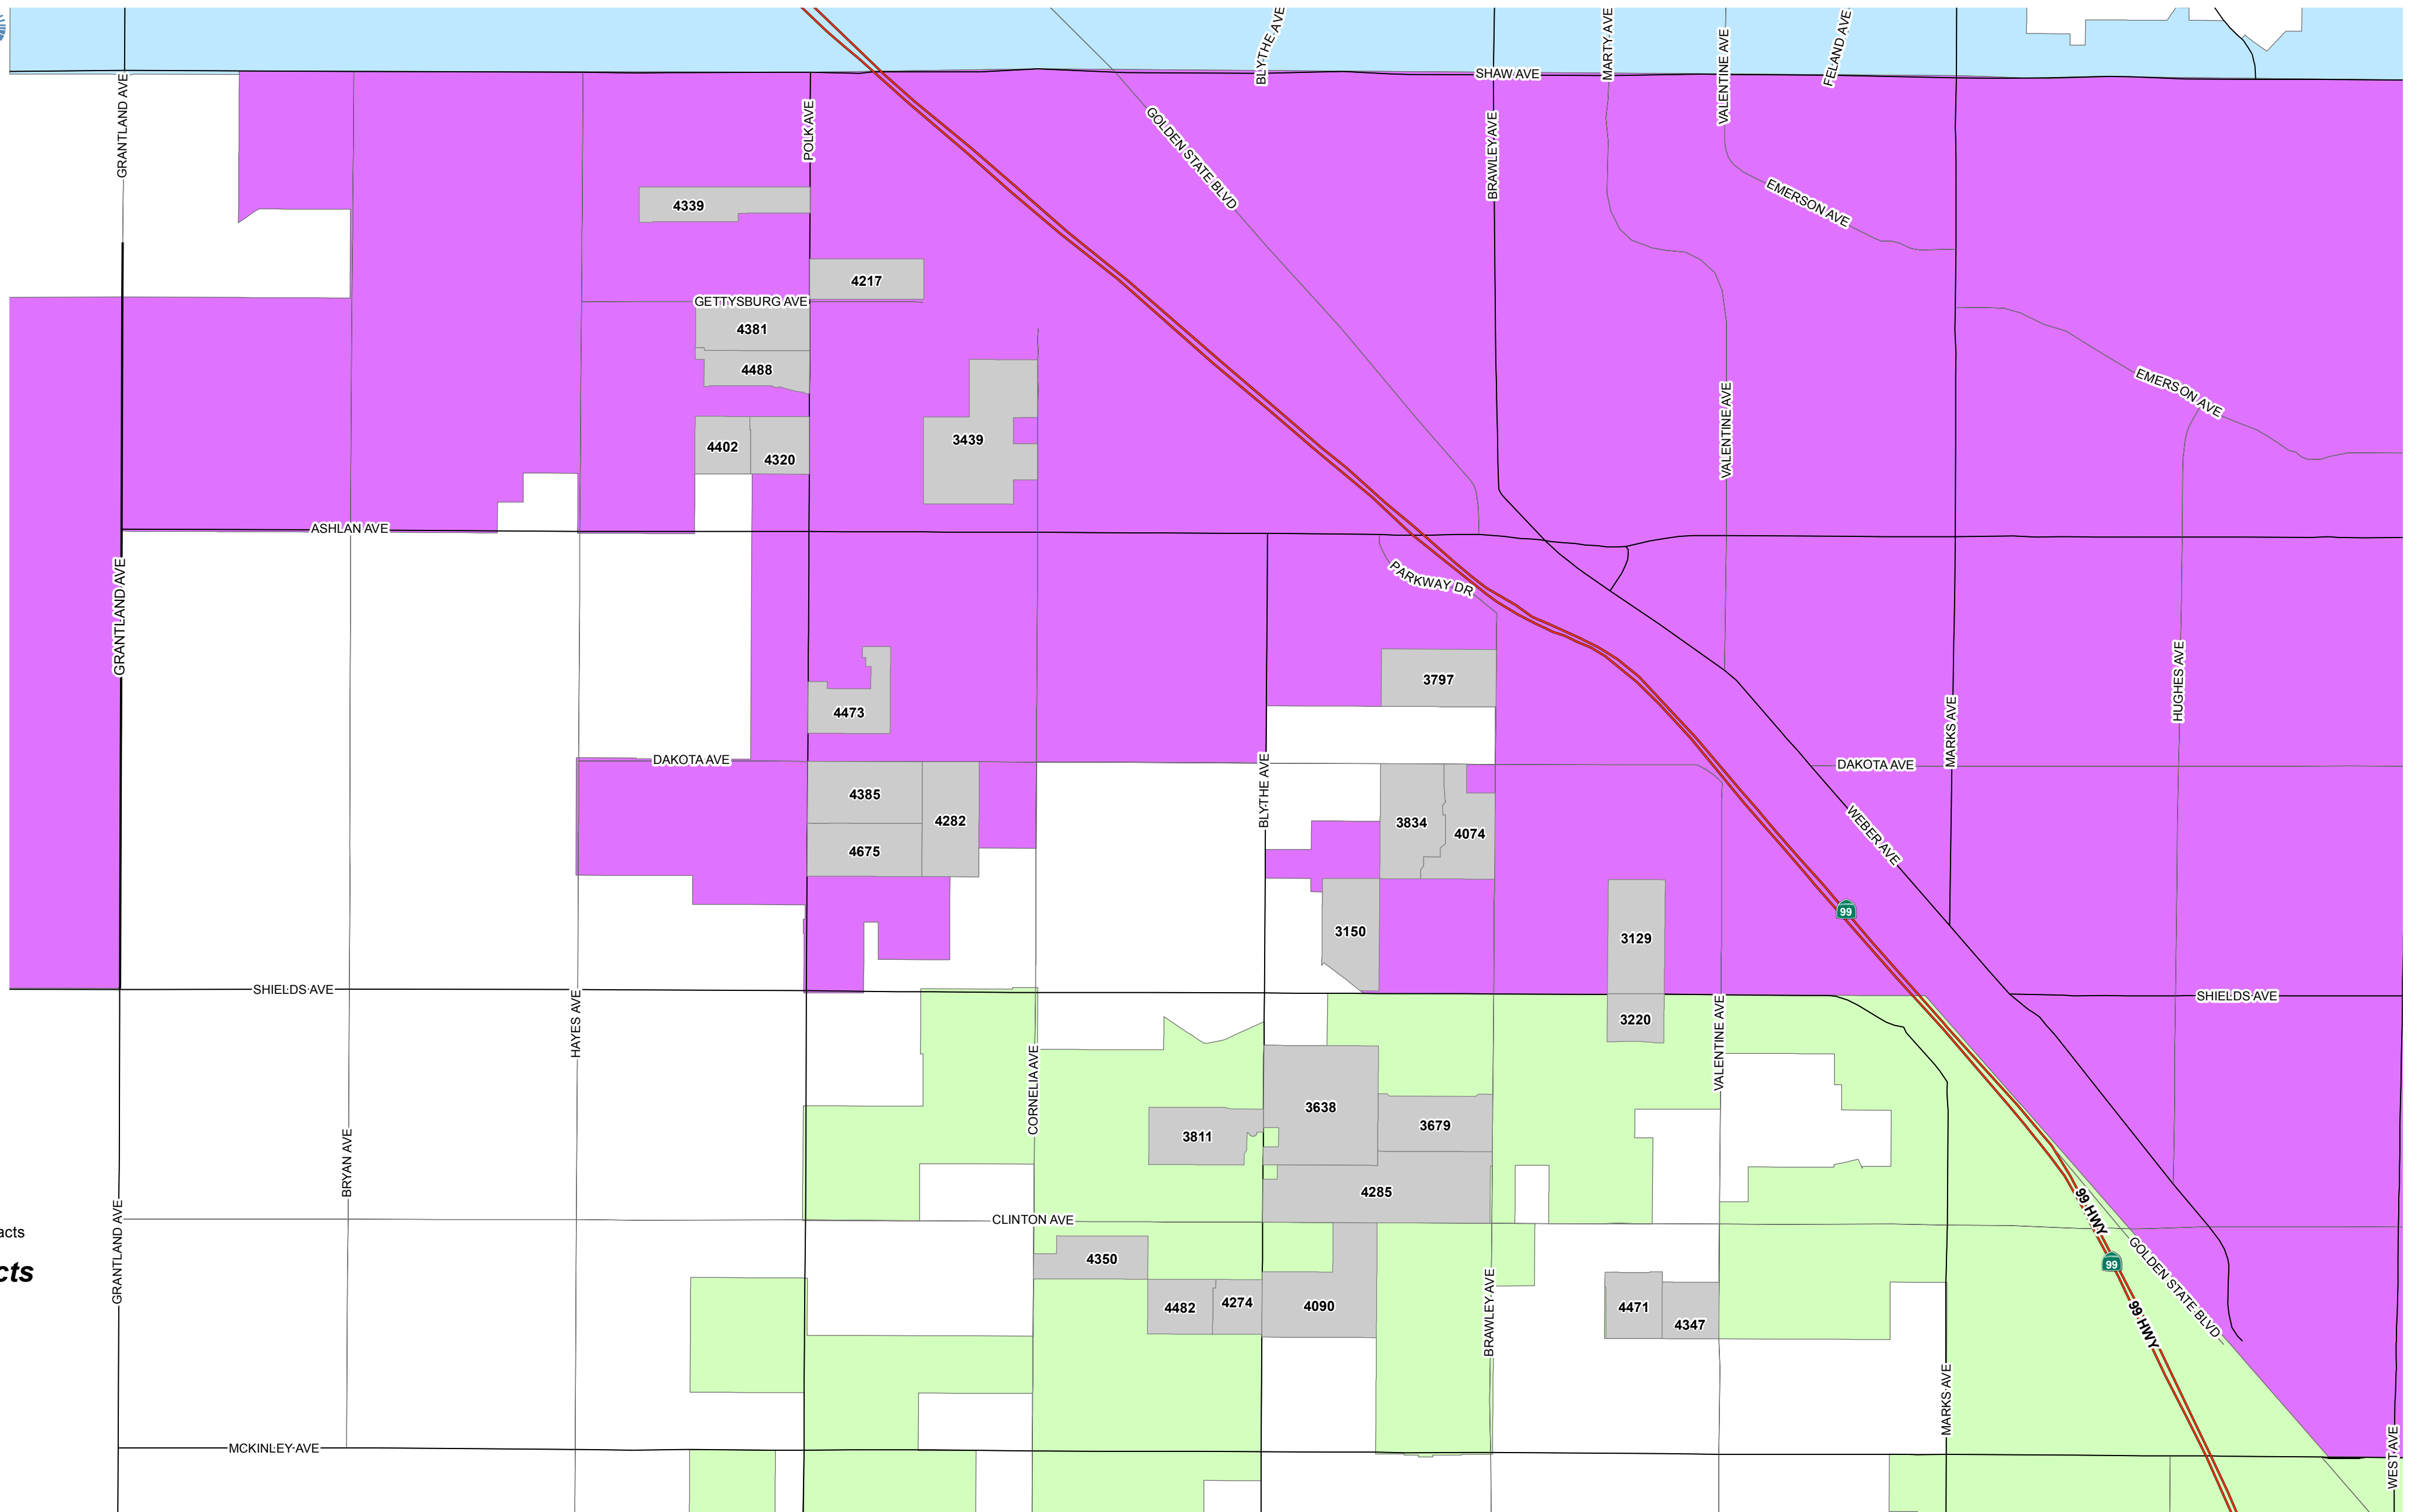 BLYTHE AVE
MARTY AVE
VALENTINE AVE
FELAND AVE
SHAW AVE
GRANTLAND AVE
POLK AVE
GOLDEN STATE BLVD
BRAWLEY AVE
EMERSON AVE
4339
4217
GETTYSBURG AVE
4381
4488
4402
4320
3439
VALENTINE AVE
EMERSON AVE
ASHLAN AVE
GRANTLAND AVE
PARKWAY DR
3797
4473
HUGHES AVE
MARKS AVE
DAKOTA AVE
DAKOTA AVE
BLYTHE AVE
4385
4282
4675
3834
4074
WEBER AVE
99
3150
3129
SHIELDS AVE
SHIELDS AVE
HAYES AVE
3220
VALENTINE AVE
CORNELIA AVE
3638
3679
3811
BRYAN AVE
4285
99 HWY
acts
CLINTON AVE
GRANTLAND AVE
cts
4350
99
GOLDEN STATE BLVD
4482
4274
4090
BRAWLEY AVE
4471
4347
99 HWY
MARKS AVE
MCKINLEY AVE
WEST AVE